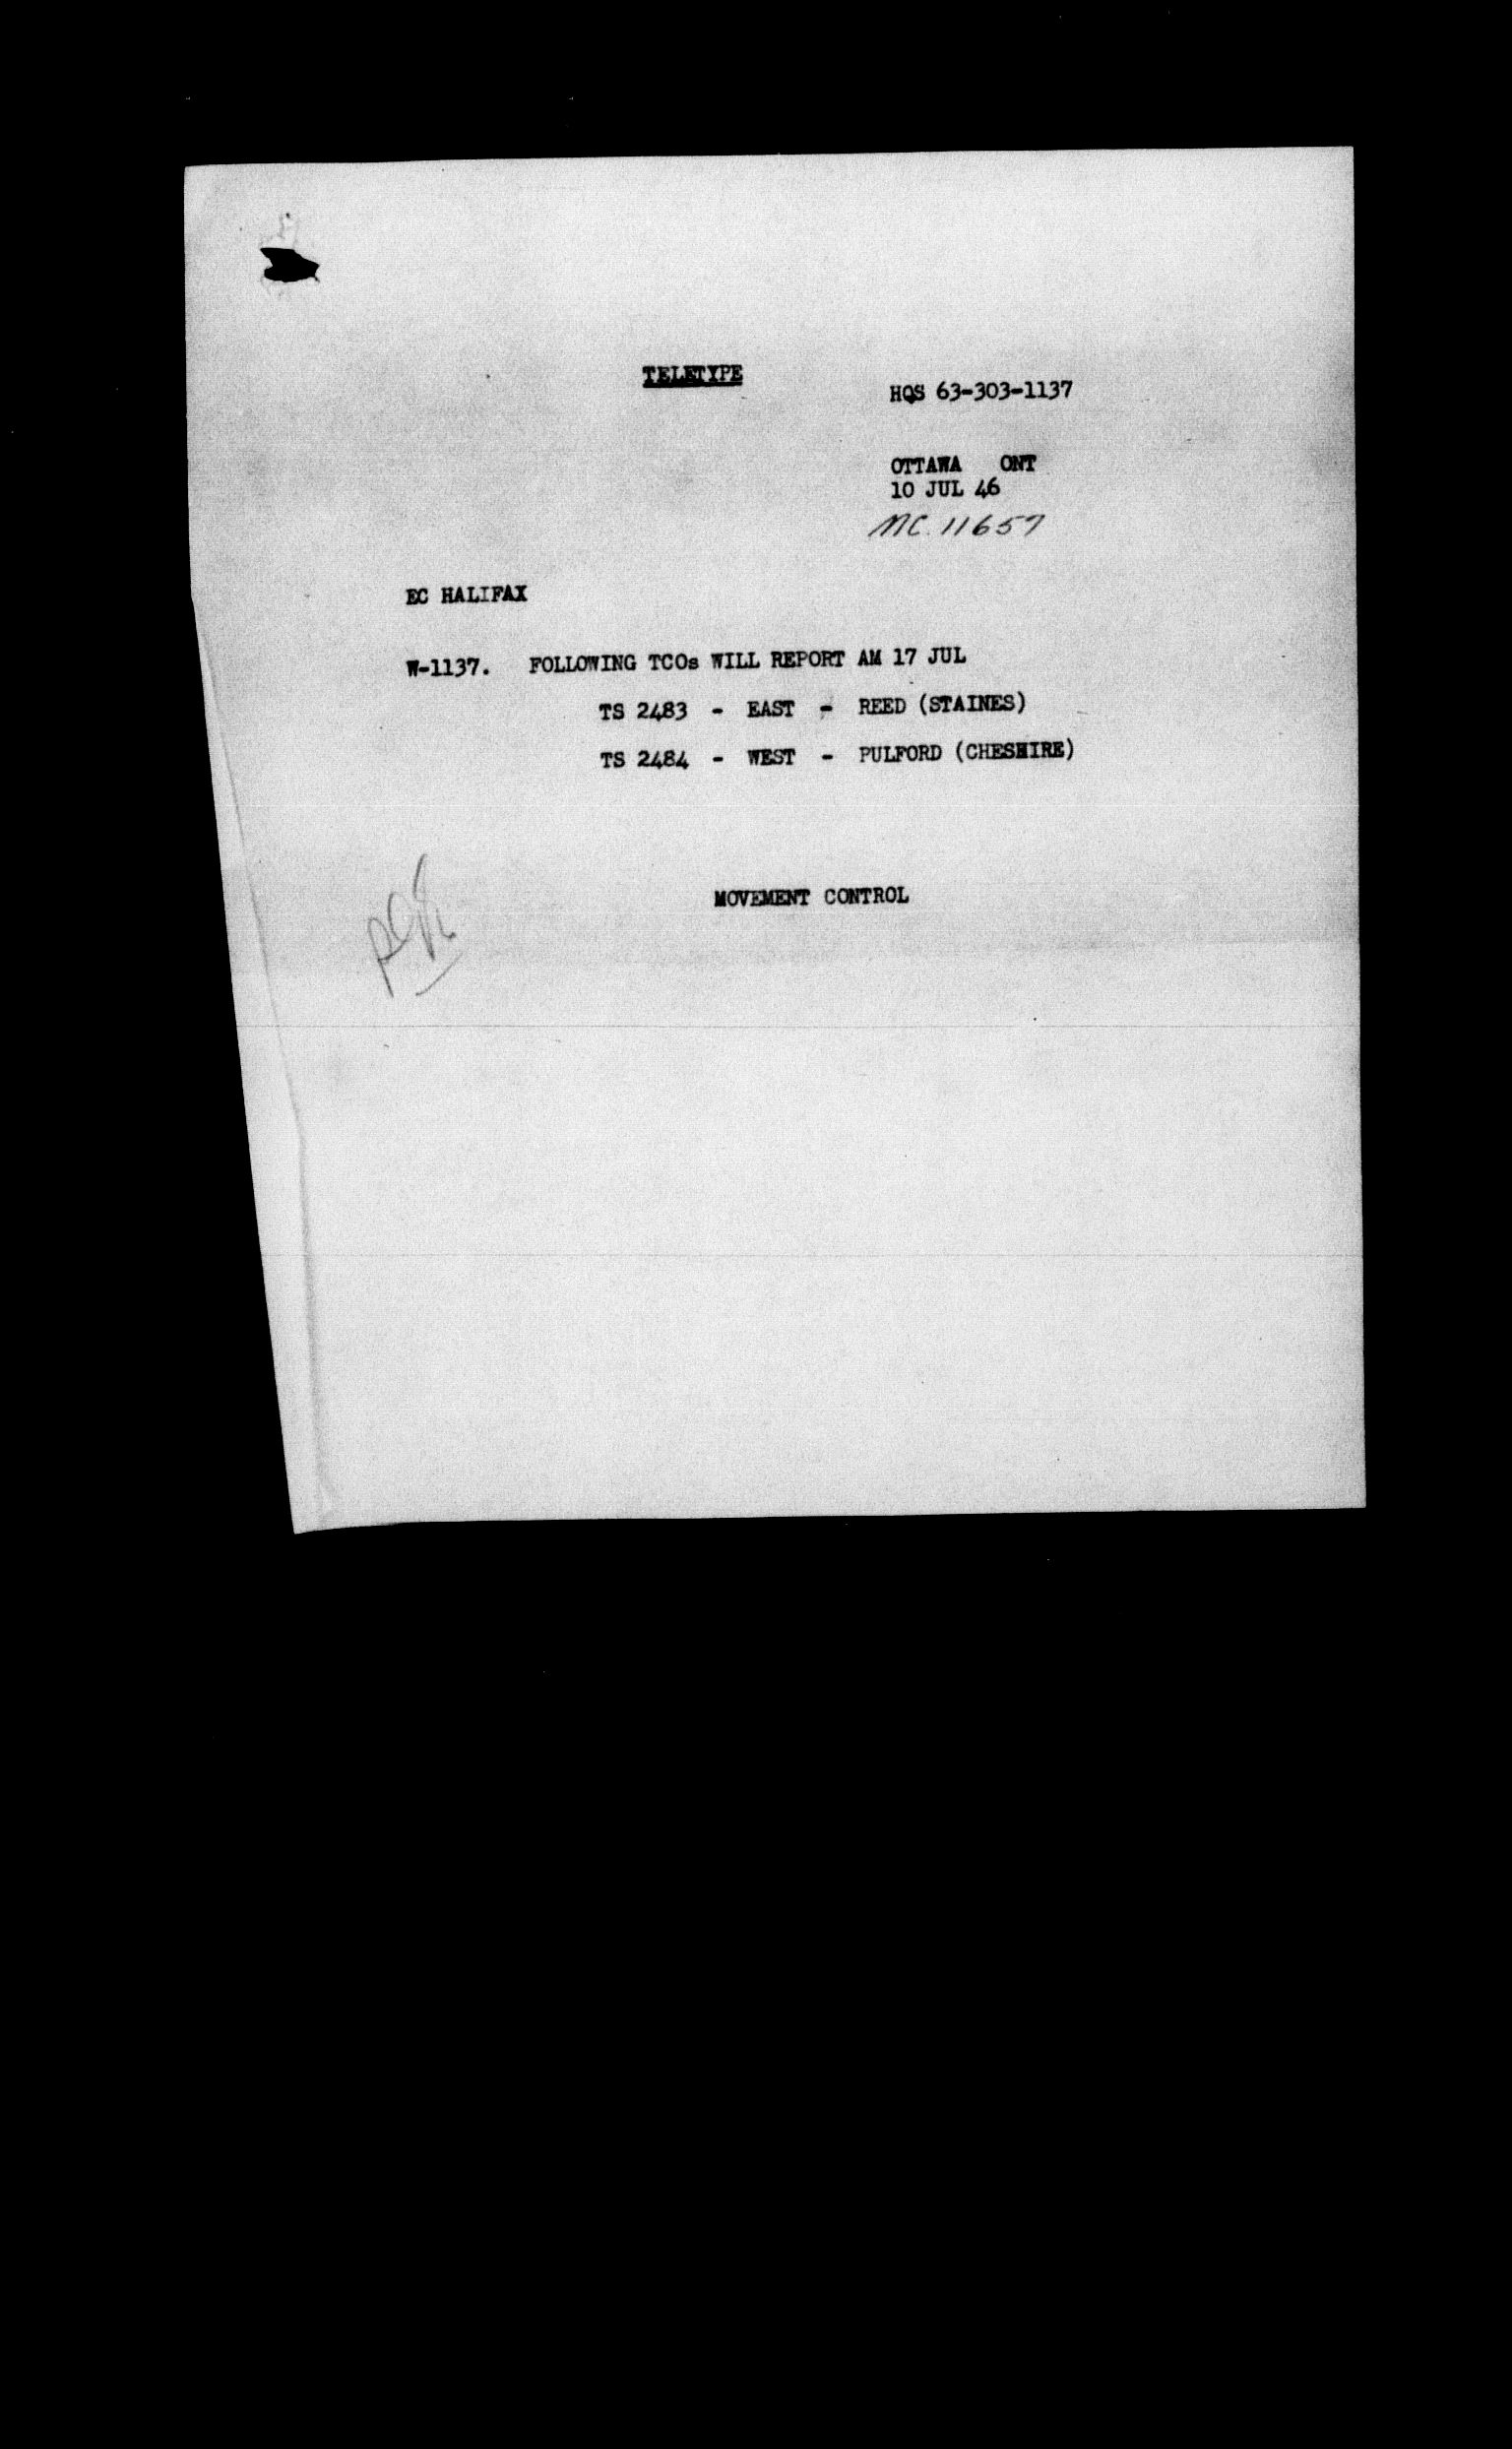 TELETYPE
HQS 63-303-1137
OTTAWA ONT
10 JUL 46
MC. 11657
EC HALIFAX
W-1137. FOLLOWING TCOs WILL REPORT AM 17 JUL
TS 2483 - EAST - REED (STAINES)
TS 2484 - WEST - PULFORD (CHESHIRE)
MOVEMENT CONTROL